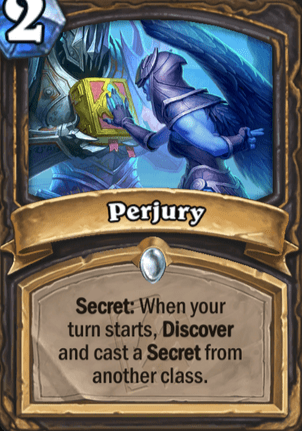 2
Perjury
Secret: When your
turn starts, Discover
and cast a Secret from
another class.